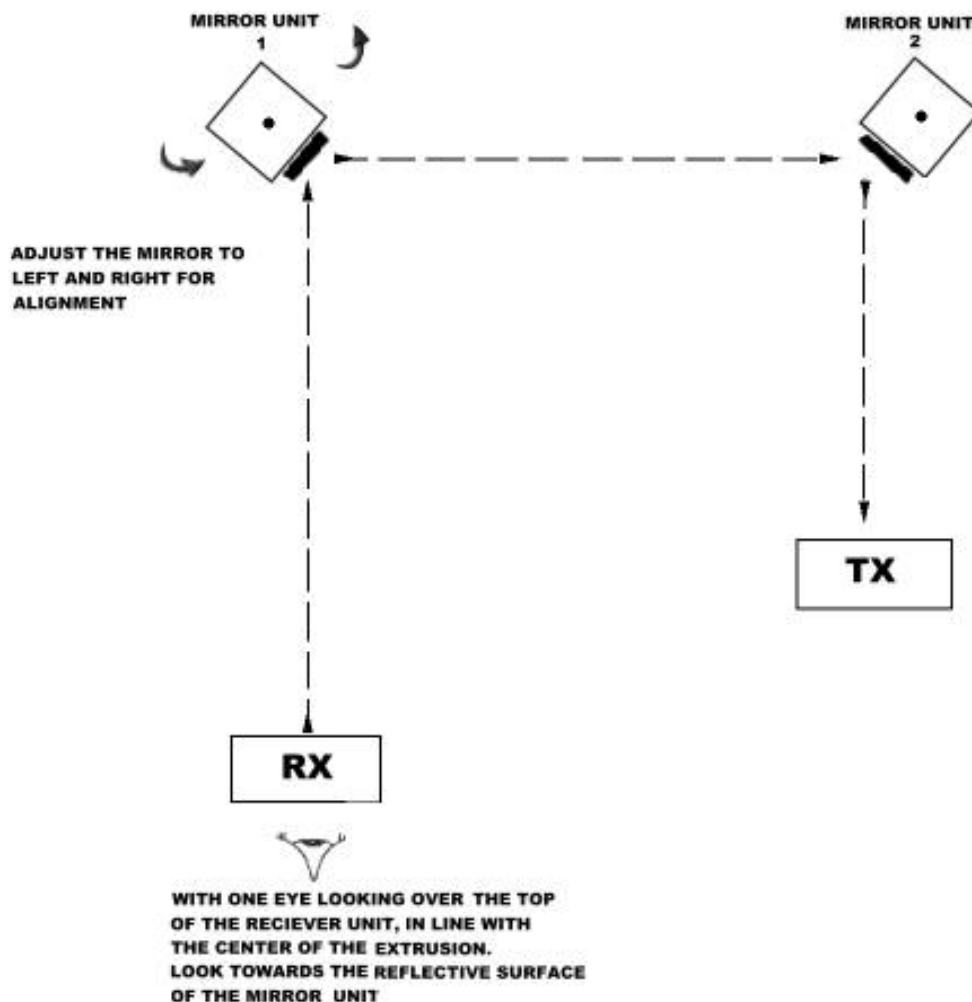 MIRROR UNIT
1
MIRROR UNIT
2
ADJUST THE MIRROR TO
LEFT AND RIGHT FOR
ALIGNMENT
TX
RX
WITH ONE EYE LOOKING OVER THE TOP
OF THE RECIEVER UNIT, IN LINE WITH
THE CENTER OF THE EXTRUSION.
LOOK TOWARDS THE REFLECTIVE SURFACE
OF THE MIRROR UNIT